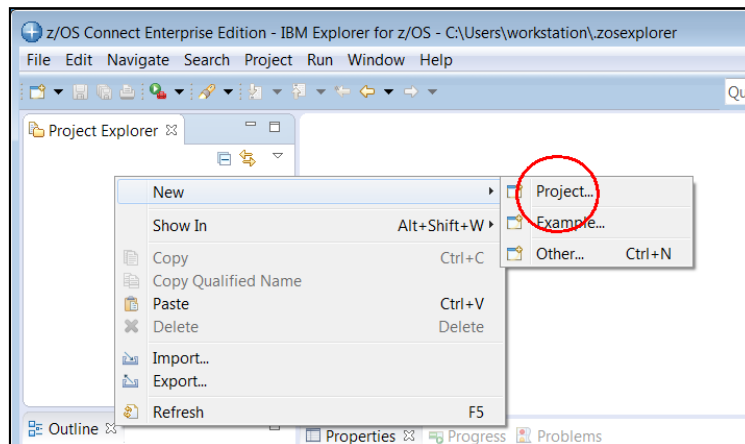 z/OS Connect Enterprise Edition - IBM Explorer for z/OS - C:\Users\workstation\.zosexplorer
File Edit Navigate Search Project Run Window Help
Qu
Project Explorer
New Project...
Show In Alt+Shift+W Example...
Other... Ctrl+N
Copy Ctrl+C
Copy Qualified Name
Paste Ctrl+V
Delete Delete
Import...
Export...
Refresh F5
Outline Properties Progress Problems